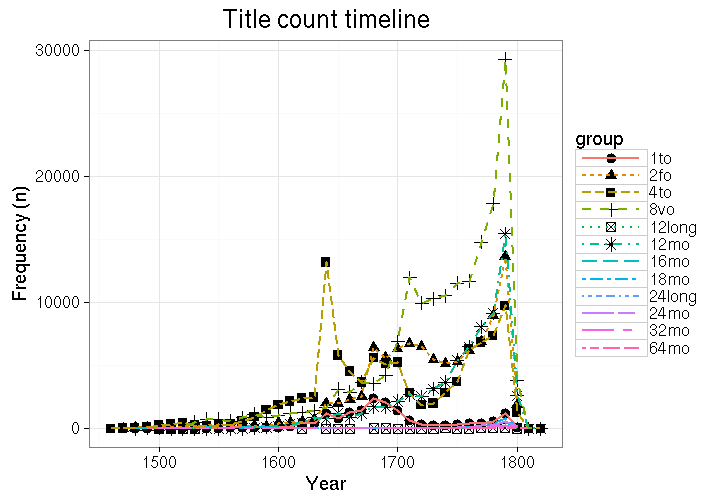 Title count timeline
30000
20000
10000
0
Frequency (n)
1500
1600
1700
1800
Year
group
1to
2fo
4to
8vo
12long
12mo
16mo
18mo
24long
24mo
32mo
64mo